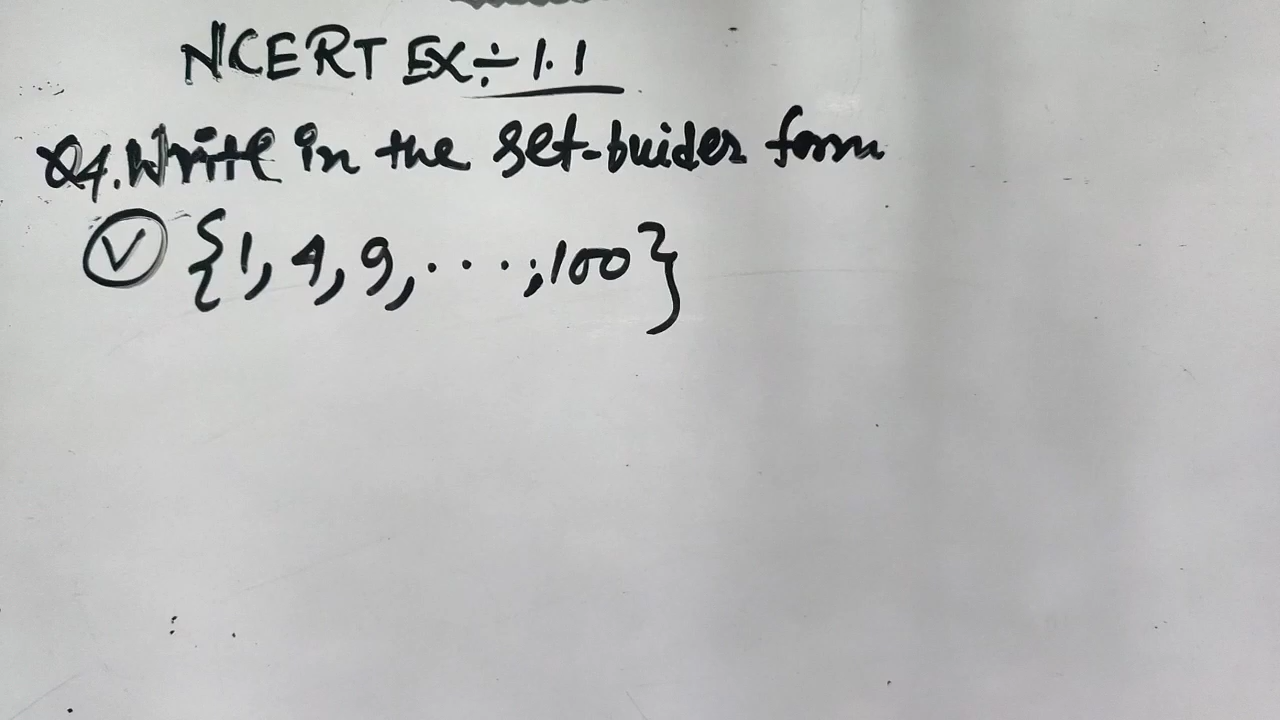 NCERT EX÷1.1
Q4. Write in the set-buider form
(V) {1, 4, 9, ....,100}